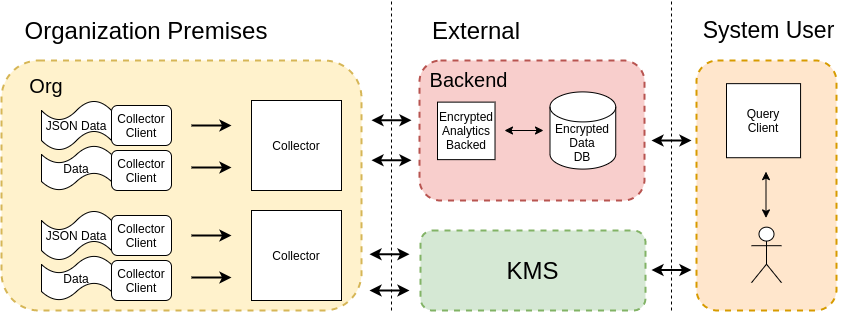 Organization Premises
External
System User
Org
JSON Data
Collector
Client
Data
Collector
Client
Collector
JSON Data
Collector
Client
Data
Collector
Client
Collector
Backend
Encrypted
Analytics
Backed
Encrypted
Data
DB
KMS
Query
Client